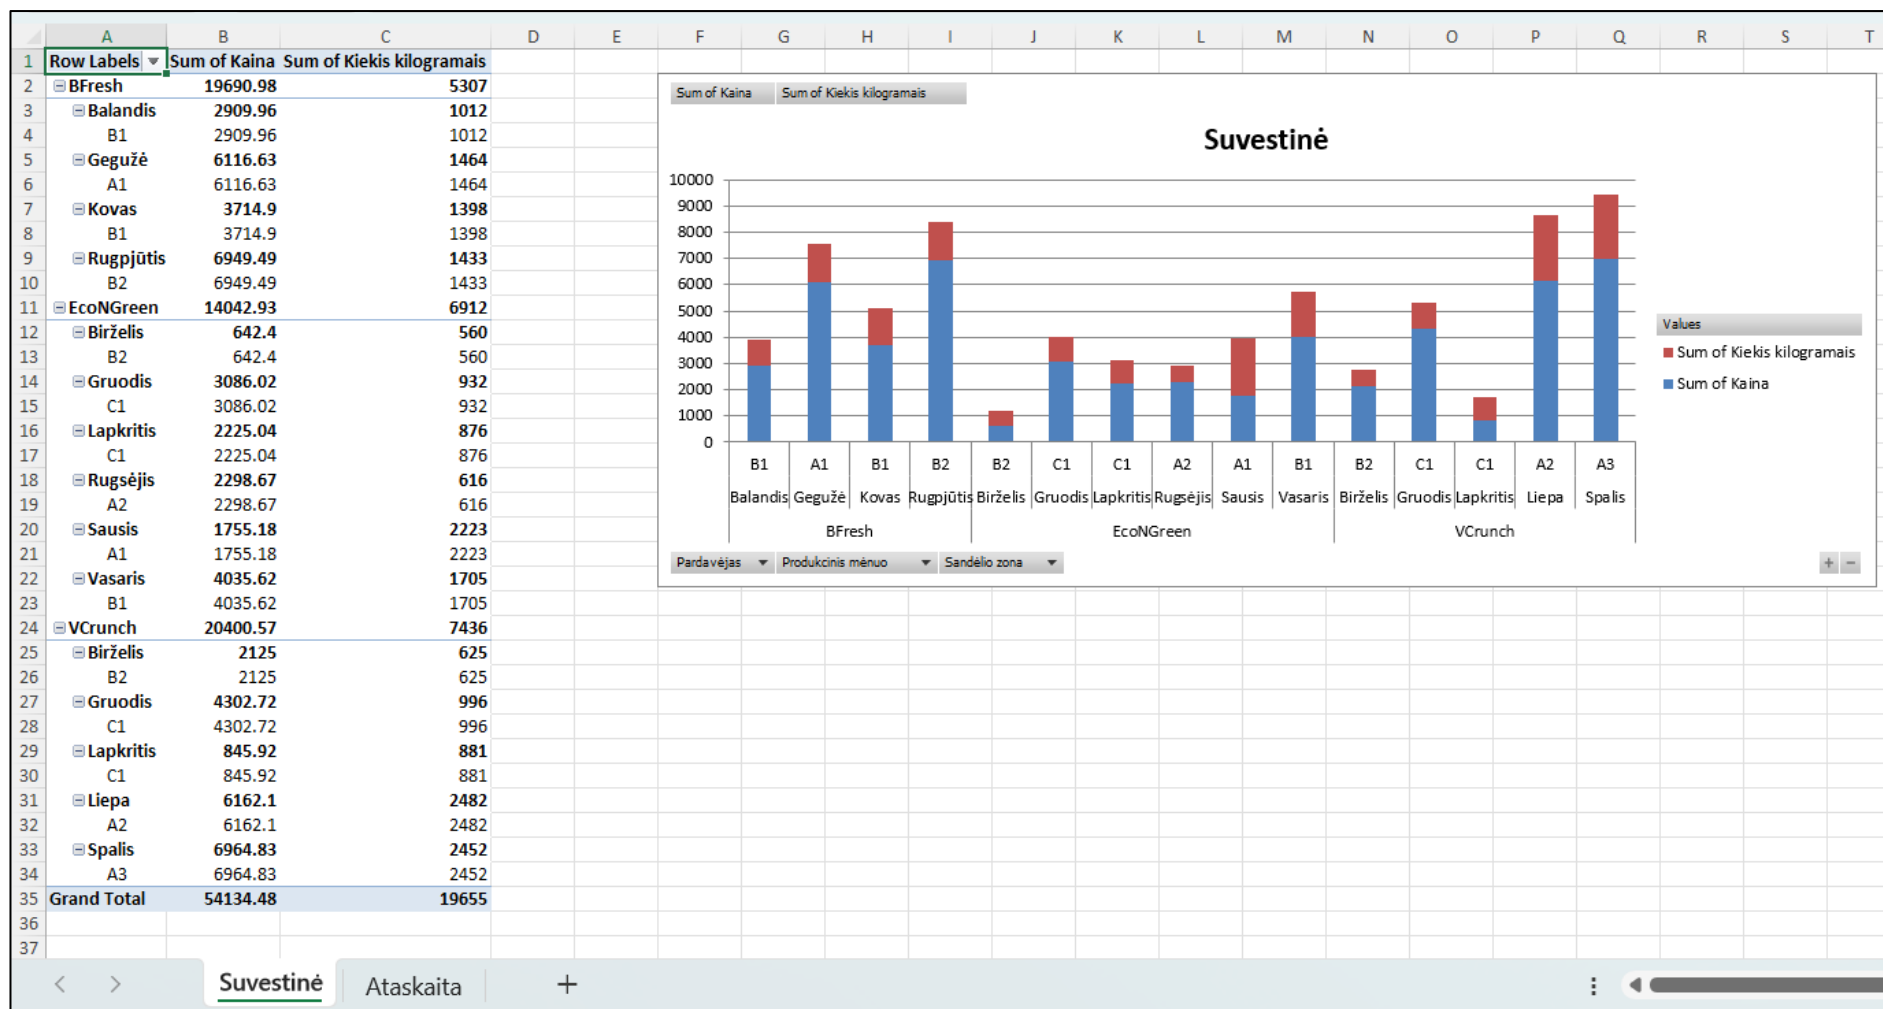 A B C D E F G H I J K L M N O P Q R S T
1 Row Labels Sum of Kaina Sum of Kiekis kilogramais
2 BFresh 19690.98 5307
3 Balandis 2909.96 1012
4 B1 2909.96 1012
5 Gegužė 6116.63 1464
6 A1 6116.63 1464
7 Kovas 3714.9 1398
8 B1 3714.9 1398
9 Rugpjūtis 6949.49 1433
10 B2 6949.49 1433
11 EcoNGreen 14042.93 6912
12 Birželis 642.4 560
13 B2 642.4 560
14 Gruodis 3086.02 932
15 C1 3086.02 932
16 Lapkritis 2225.04 876
17 C1 2225.04 876
18 Rugsėjis 2298.67 616
19 A2 2298.67 616
20 Sausis 1755.18 2223
21 A1 1755.18 2223
22 Vasaris 4035.62 1705
23 B1 4035.62 1705
24 VCrunch 20400.57 7436
25 Birželis 2125 625
26 B2 2125 625
27 Gruodis 4302.72 996
28 C1 4302.72 996
29 Lapkritis 845.92 881
30 C1 845.92 881
31 Liepa 6162.1 2482
32 A2 6162.1 2482
33 Spalis 6964.83 2452
34 A3 6964.83 2452
35 Grand Total 54134.48 19655
36
37
Sum of Kaina Sum of Kiekis kilogramais
Suvestinė
10000
9000
8000
7000
6000
5000
4000
3000
2000
1000
0
B1 A1 B1 B2 B2 C1 C1 A2 A1 B1 B2 C1 C1 A2 A3
Balandis Gegužė Kovas Rugpjūtis Birželis Gruodis Lapkritis Rugsėjis Sausis Vasaris Birželis Gruodis Lapkritis Liepa Spalis
BFresh EcoNGreen VCrunch
Values
Sum of Kiekis kilogramais
Sum of Kaina
Pardavėjas Produkcinis mėnuo Sandėlio zona
Suvestinė Ataskaita